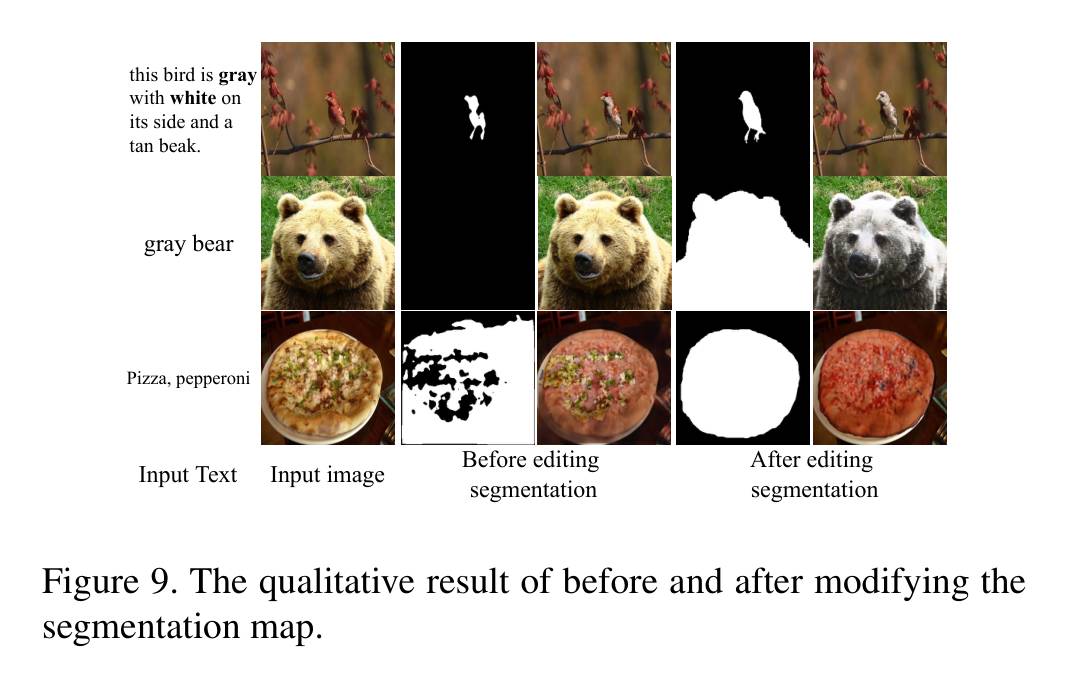 this bird is gray
with white on
its side and a
tan beak.
gray bear
Pizza, pepperoni
Input Text
Input image
Before editing
segmentation
After editing
segmentation
Figure 9. The qualitative result of before and after modifying the
segmentation map.